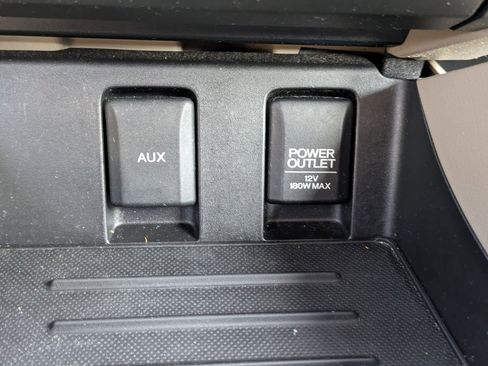 AUX
POWER
OUTLET
12V
180W MAX